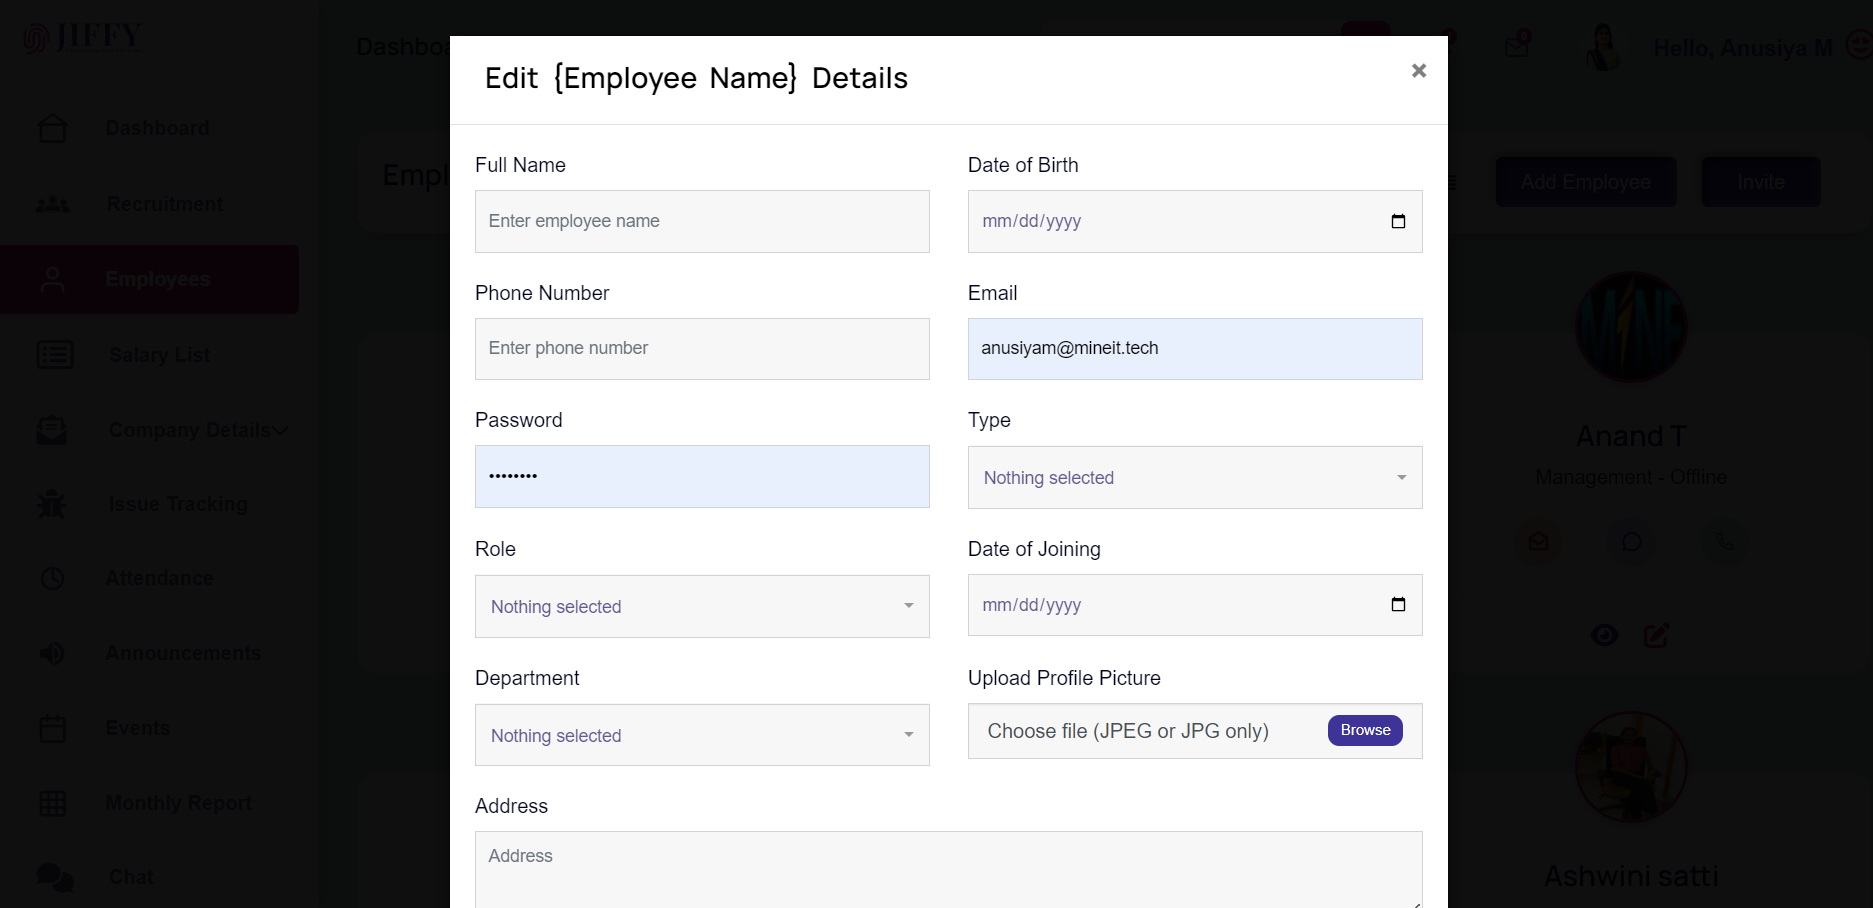 JIFFY
Dashboa
Hello, Anusiya M
Edit {Employee Name} Details
×
Dashboard
Recruitment
Employees
Salary List
Company Details
Issue Tracking
Attendance
Announcements
Events
Monthly Report
Chat
Empl
Add Employee
Invite
Full Name
Date of Birth
Enter employee name
mm/dd/yyyy
Phone Number
Email
Enter phone number
anusiyam@mineit.tech
Password
Type
••••••••
Nothing selected
Role
Date of Joining
Nothing selected
mm/dd/yyyy
Department
Upload Profile Picture
Nothing selected
Choose file (JPEG or JPG only)
Browse
Address
Address
Anand T
Management - Offline
Ashwini satti